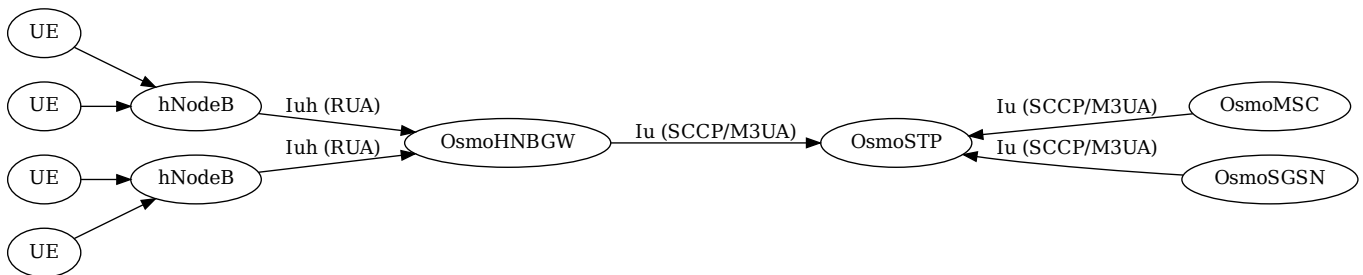 UE
UE
UE
UE
hNodeB
hNodeB
Iuh (RUA)
Iuh (RUA)
OsmoHNBGW
Iu (SCCP/M3UA)
OsmoSTP
Iu (SCCP/M3UA)
Iu (SCCP/M3UA)
OsmoMSC
OsmoSGSN